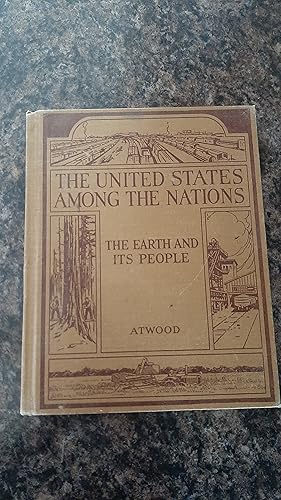 THE UNITED STATES
AMONG THE NATIONS
THE EARTH AND
ITS PEOPLE
ATWOOD